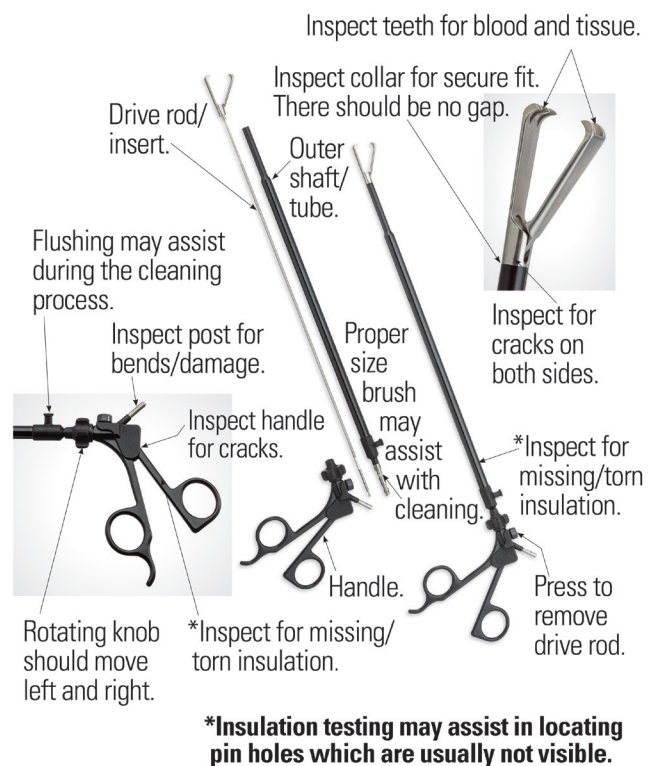 Inspect teeth for blood and tissue.
Inspect collar for secure fit.
There should be no gap.
Drive rod/
insert.
Outer
shaft/
tube.
Flushing may assist
during the cleaning
process.
Inspect post for
bends/damage.
Proper
size
brush
may
assist
with
cleaning.
Inspect for
cracks on
both sides.
Inspect handle
for cracks.
*Inspect for
missing/torn
insulation.
Handle.
Press to
remove
drive rod.
Rotating knob
should move
left and right.
*Inspect for missing/
torn insulation.
*Insulation testing may assist in locating
pin holes which are usually not visible.